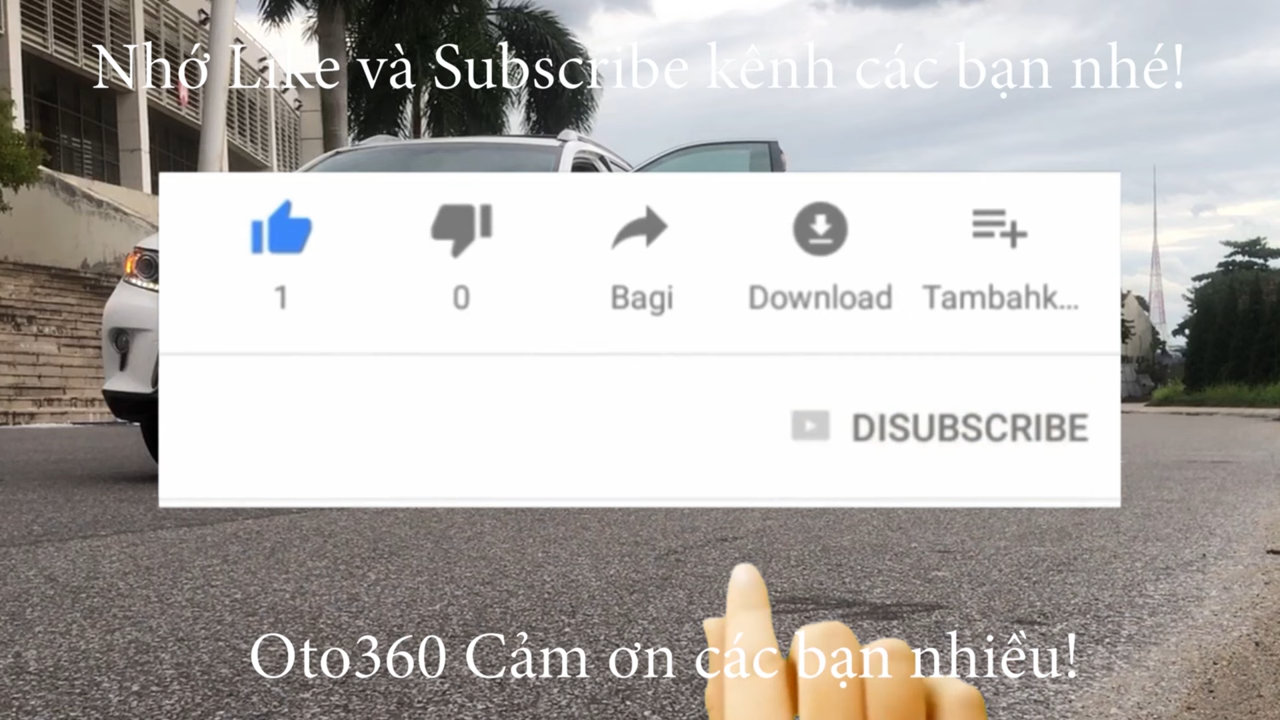 Nhớ Like và Subscribe kênh các bạn nhé!
1 0 Bagi Download Tambahk...
DISUBSCRIBE
Oto360 Cảm ơn các bạn nhiều!